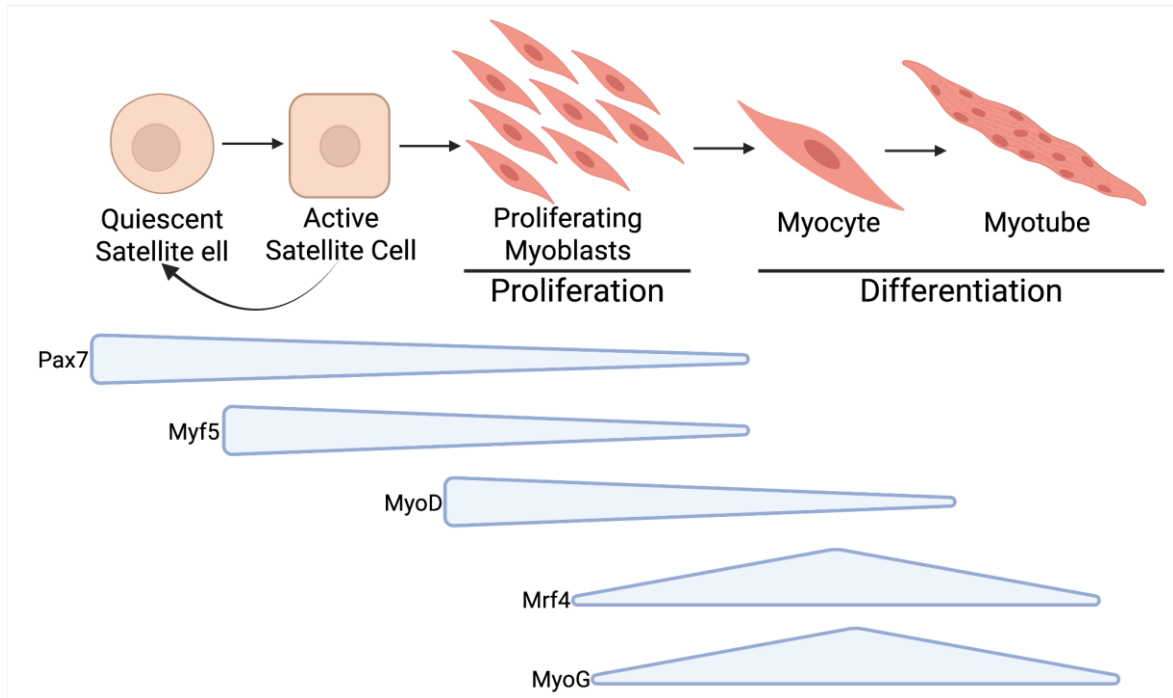 Quiescent
Satellite ell
Active
Satellite Cell
Proliferating
Myoblasts
Myocyte
Myotube
Proliferation
Differentiation
Pax7
Myf5
MyoD
Mrf4
MyoG